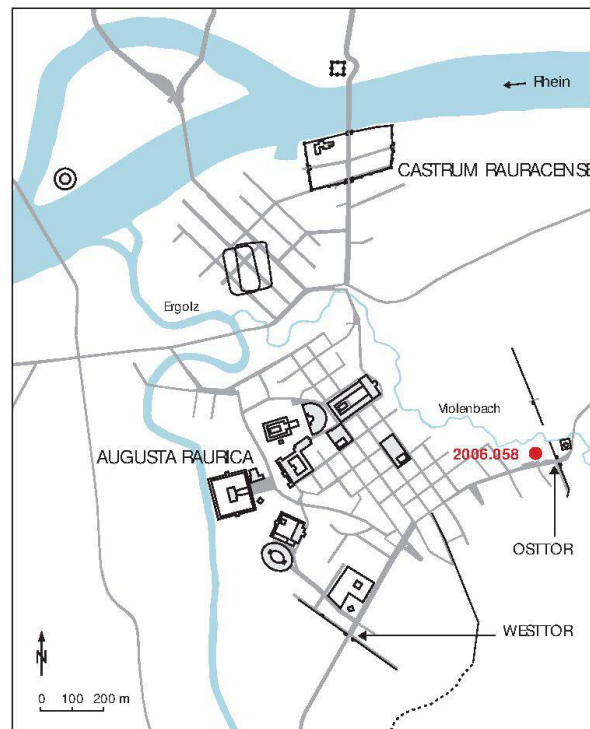 Rhein
CASTRUM RAURACENSE
Ergolz
Violenbach
AUGUSTA RAURICA
2006.058
OSTTOR
WESTTOR
N
0 100 200 m